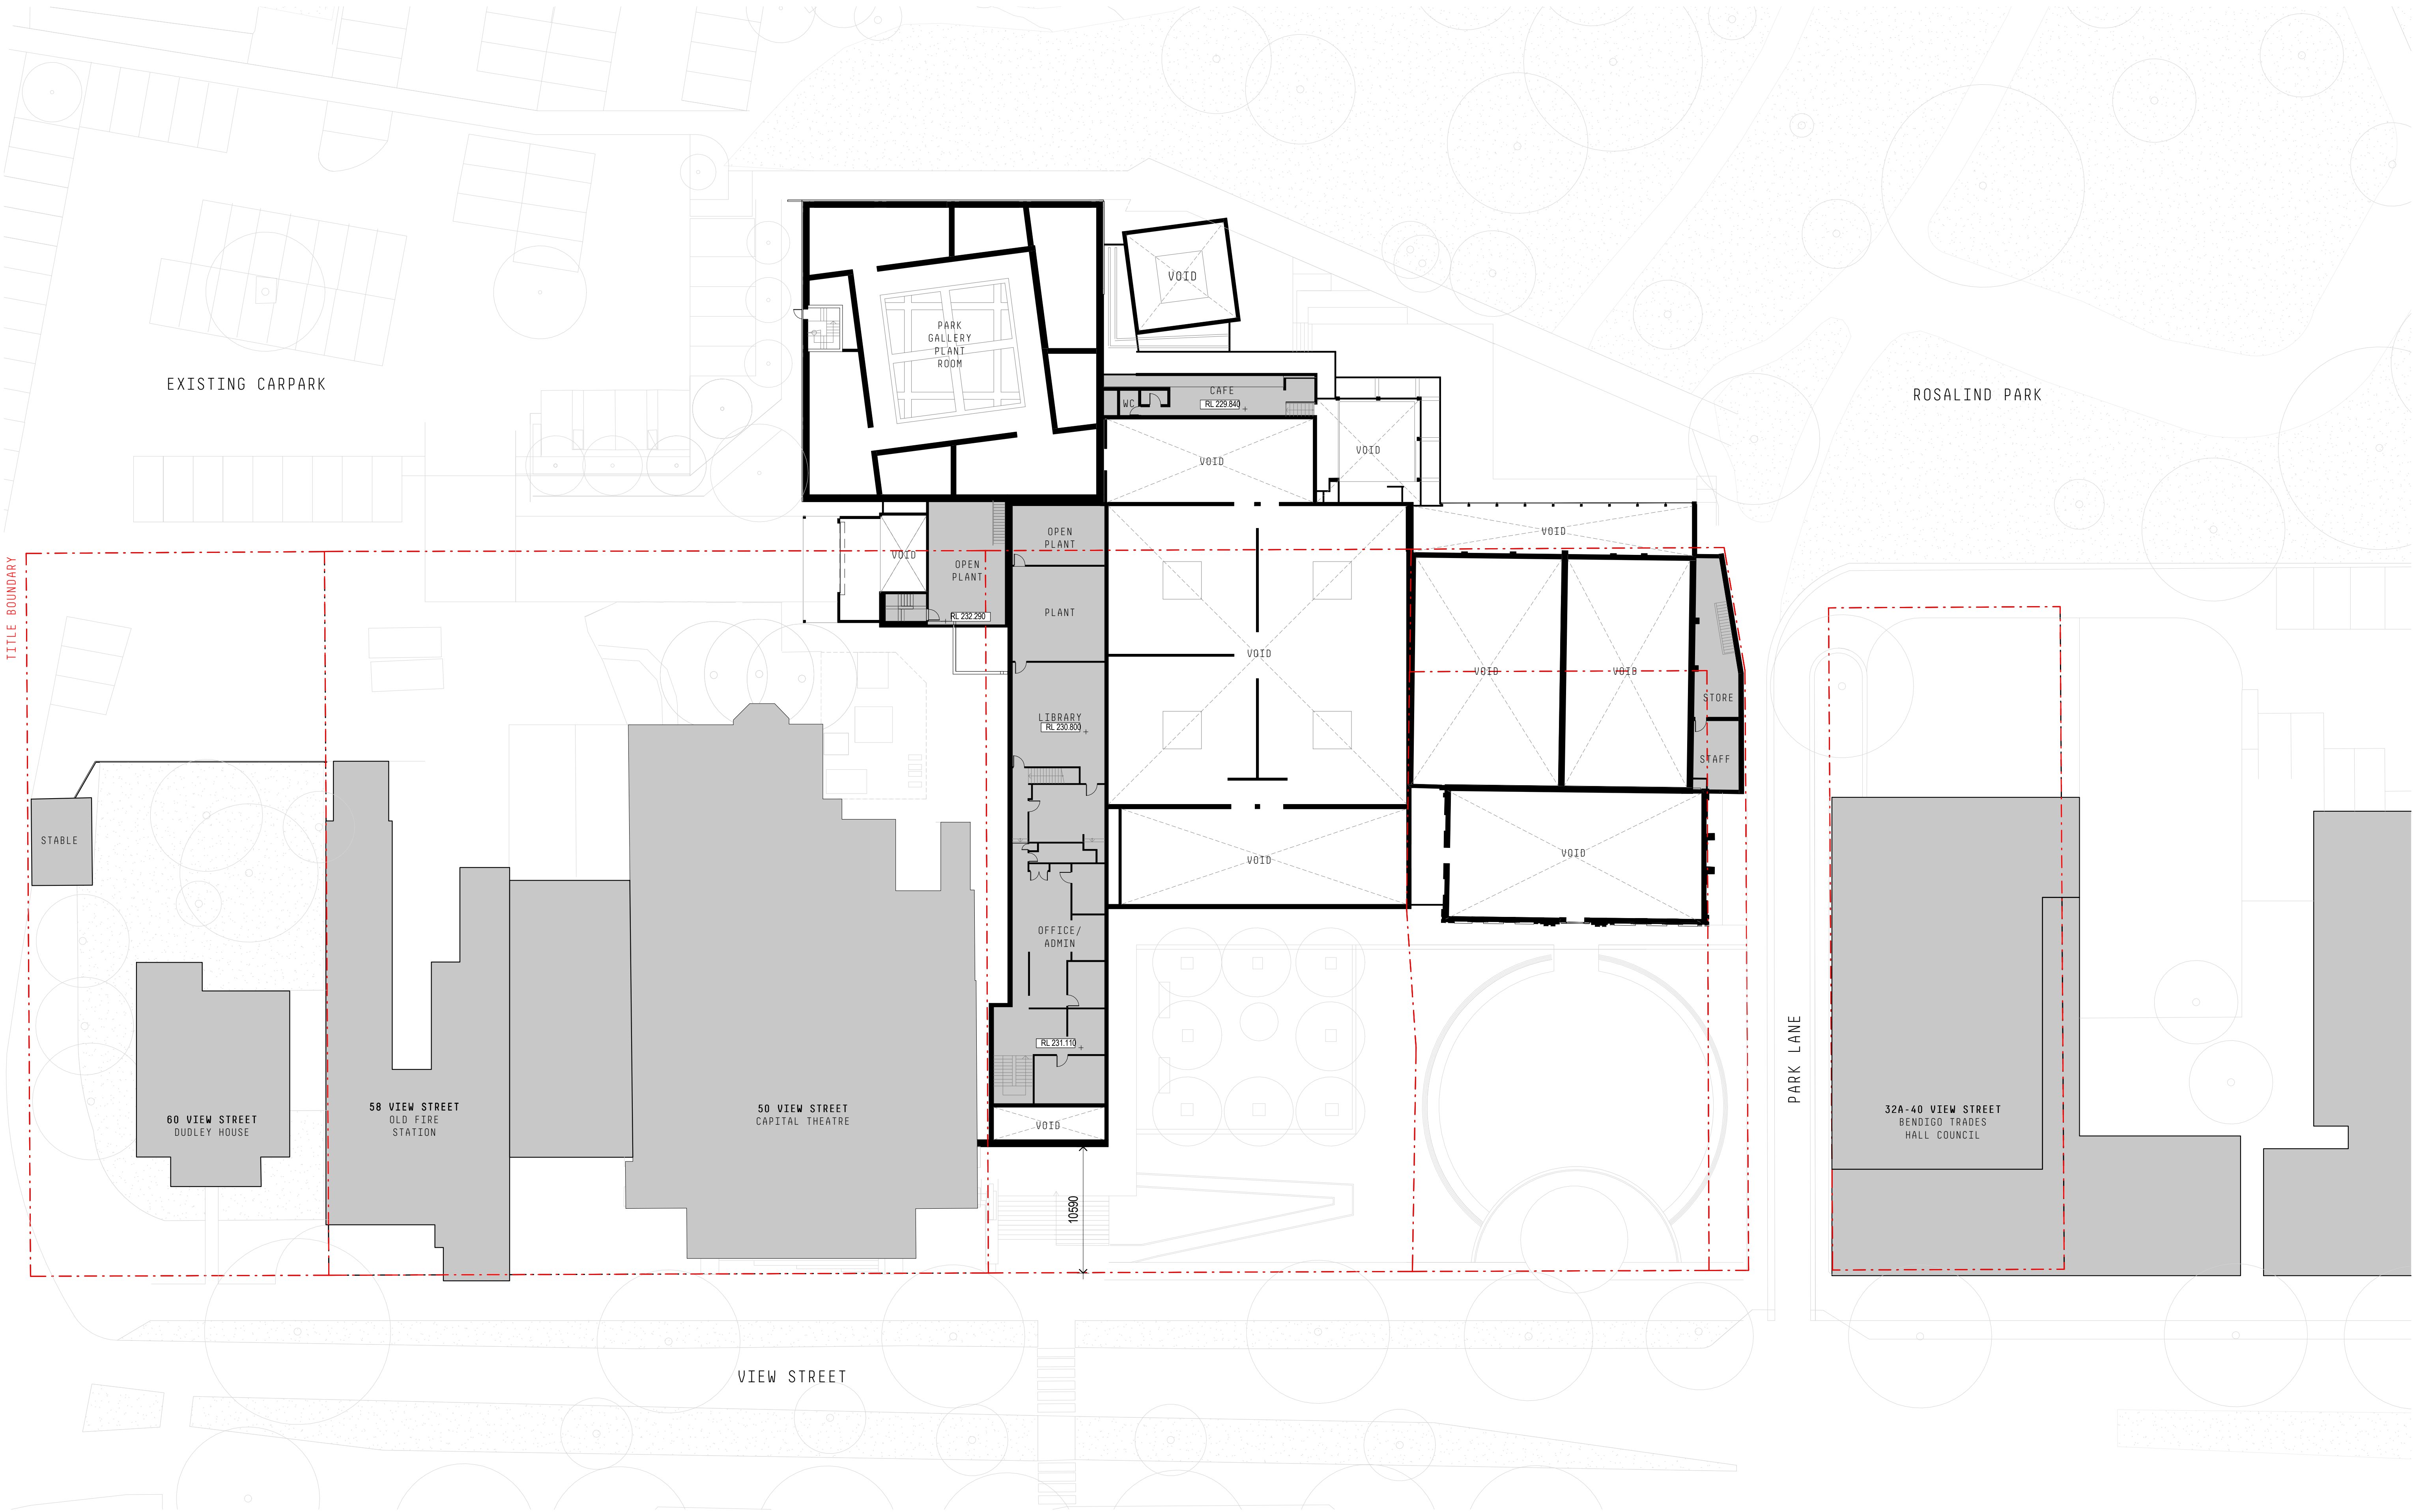 VOID
PARK
GALLERY
PLANT
ROOM
EXISTING CARPARK
CAFE
WC
RL 229.840
ROSALIND PARK
VOID
VOID
OPEN
PLANT
VOID
VOID
OPEN
PLANT
TITLE BOUNDARY
PLANT
RL 232.290
VOID
VOID
VOID
STORE
LIBRARY
RL 230.800
STAFF
STABLE
VOID
VOID
OFFICE/
ADMIN
RL 231.110
PARK LANE
60 VIEW STREET
DUDLEY HOUSE
58 VIEW STREET
OLD FIRE
STATION
50 VIEW STREET
CAPITAL THEATRE
VOID
32A-40 VIEW STREET
BENDIGO TRADES
HALL COUNCIL
10590
VIEW STREET